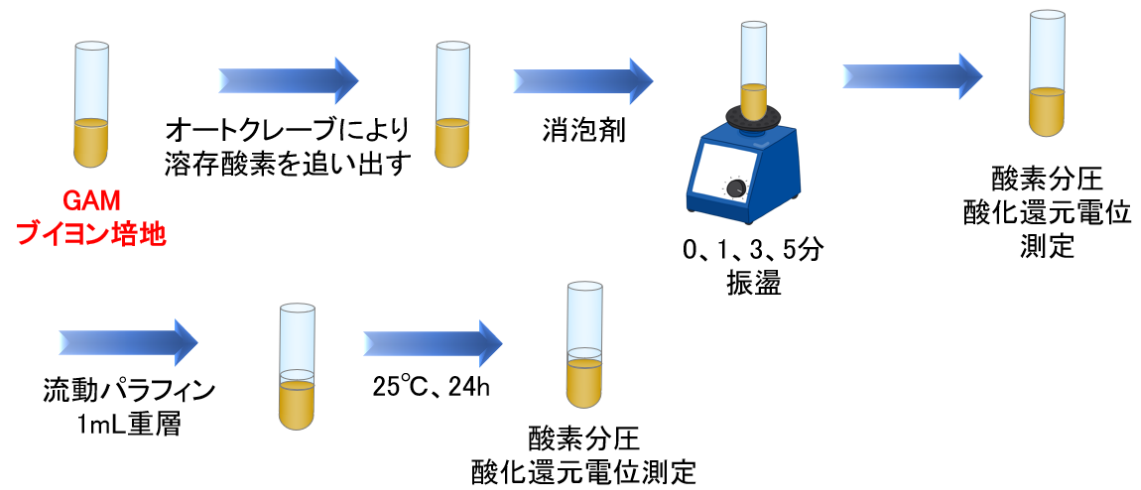 オートクレーブにより
溶存酸素を追い出す
消泡剤
GAM
ブイヨン培地
0、1、3、5分
振盪
酸素分圧
酸化還元電位
測定
流動パラフィン
1mL重層
25℃、24h
酸素分圧
酸化還元電位測定